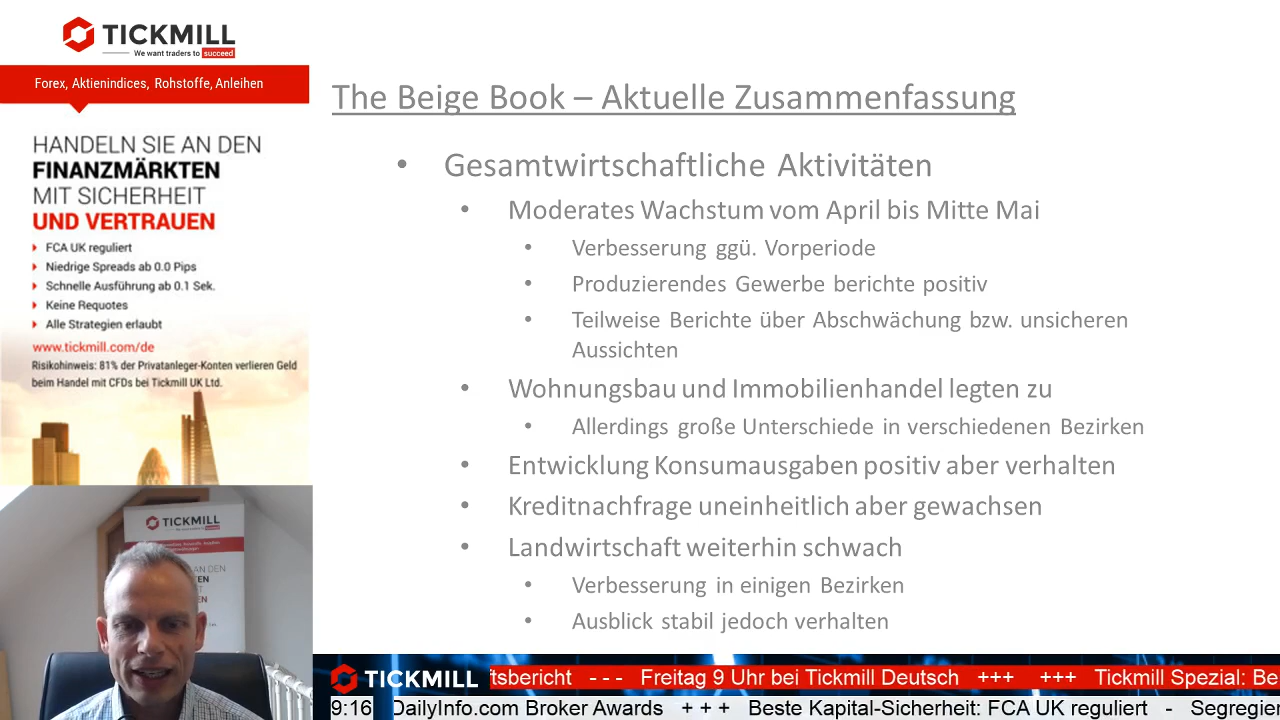 TICKMILL
We want traders to succeed
Forex, Aktienindices, Rohstoffe, Anleihen
HANDELN SIE AN DEN
FINANZMÄRKTEN
MIT SICHERHEIT
UND VERTRAUEN
FCA UK reguliert
Niedrige Spreads ab 0.0 Pips
Schnelle Ausführung ab 0.1 Sek.
Keine Requotes
Alle Strategien erlaubt
www.tickmill.com/de
Risikohinweis: 81% der Privatanleger-Konten verlieren Geld
beim Handel mit CFDs bei Tickmill UK Ltd.
The Beige Book – Aktuelle Zusammenfassung
• Gesamtwirtschaftliche Aktivitäten
• Moderates Wachstum vom April bis Mitte Mai
• Verbesserung ggü. Vorperiode
• Produzierendes Gewerbe berichte positiv
• Teilweise Berichte über Abschwächung bzw. unsicheren
Aussichten
• Wohnungsbau und Immobilienhandel legten zu
• Allerdings große Unterschiede in verschiedenen Bezirken
• Entwicklung Konsumausgaben positiv aber verhalten
• Kreditnachfrage uneinheitlich aber gewachsen
• Landwirtschaft weiterhin schwach
• Verbesserung in einigen Bezirken
• Ausblick stabil jedoch verhalten
TICKMILL
AN DEN
TICKMILL
ftsbericht - - - Freitag 9 Uhr bei Tickmill Deutsch +++ +++ Tickmill Spezial: Be
9:16 DailyInfo.com Broker Awards + + + Beste Kapital-Sicherheit: FCA UK reguliert - Segregier